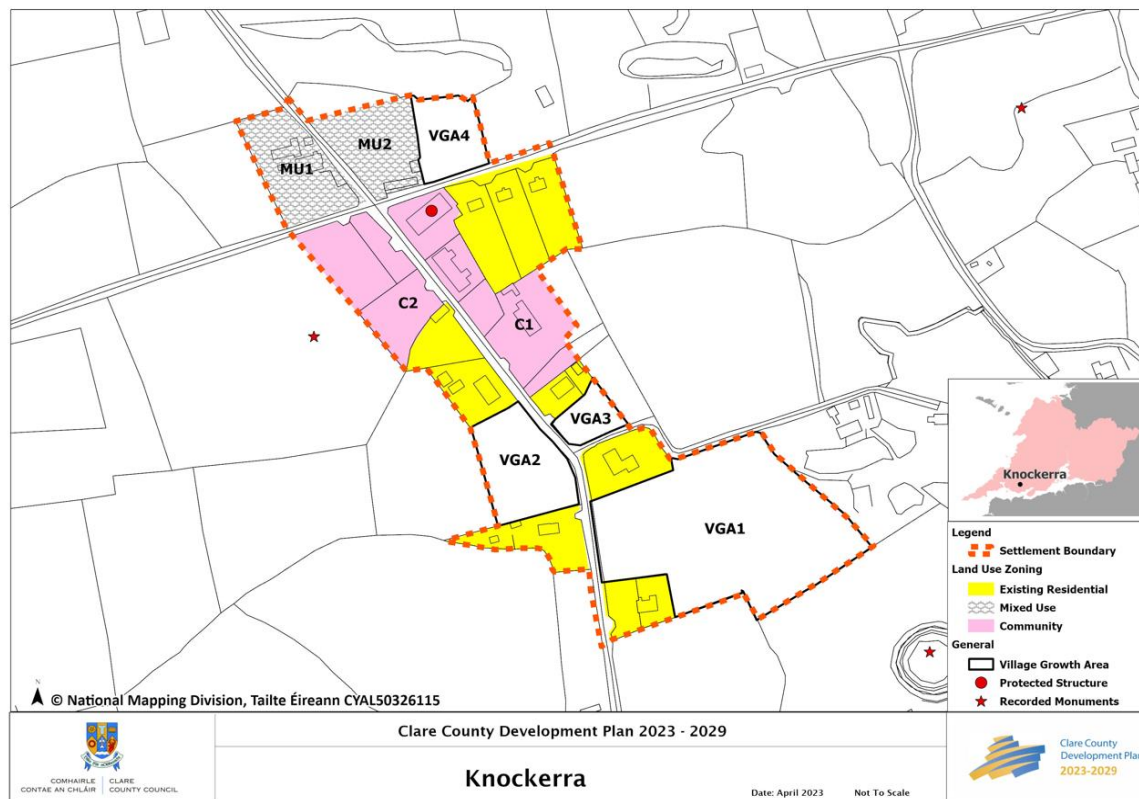 VGA4
MU2
MU1
C2
C1
VGA3
VGA2
VGA1
© National Mapping Division, Tailte Éireann CYAL50326115
Knockerra
Legend
Settlement Boundary
Land Use Zoning
Existing Residential
Mixed Use
Community
General
Village Growth Area
Protected Structure
Recorded Monuments
COMHAIRLE
CONTAE AN CHLÁIR
CLARE
COUNTY COUNCIL
Clare County Development Plan 2023 - 2029
Knockerra
Date: April 2023
Not To Scale
Clare County
Development Plan
2023-2029